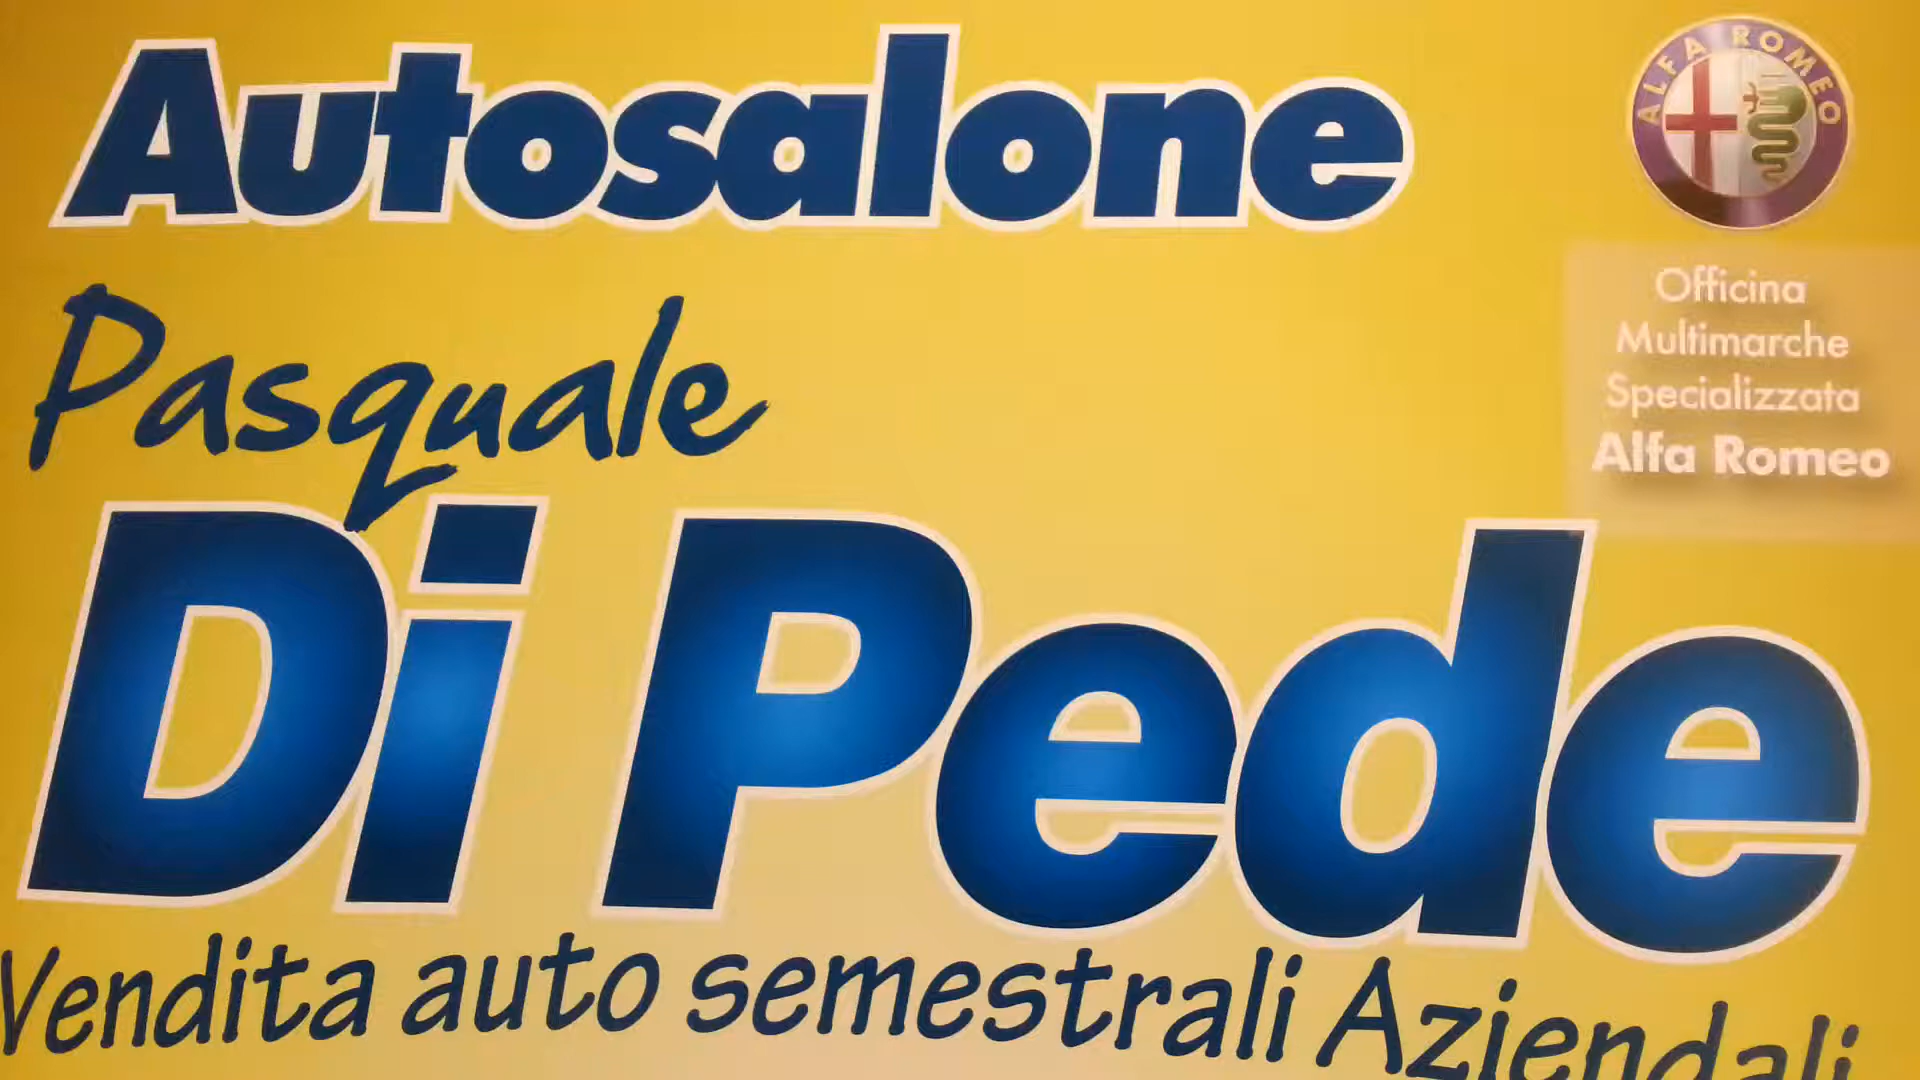 Autosalone
ALFA ROMEO
Officina
Multimarche
Specializzata
Alfa Romeo
Pasquale
Di Pede
Vendita auto semestrali Aziendali